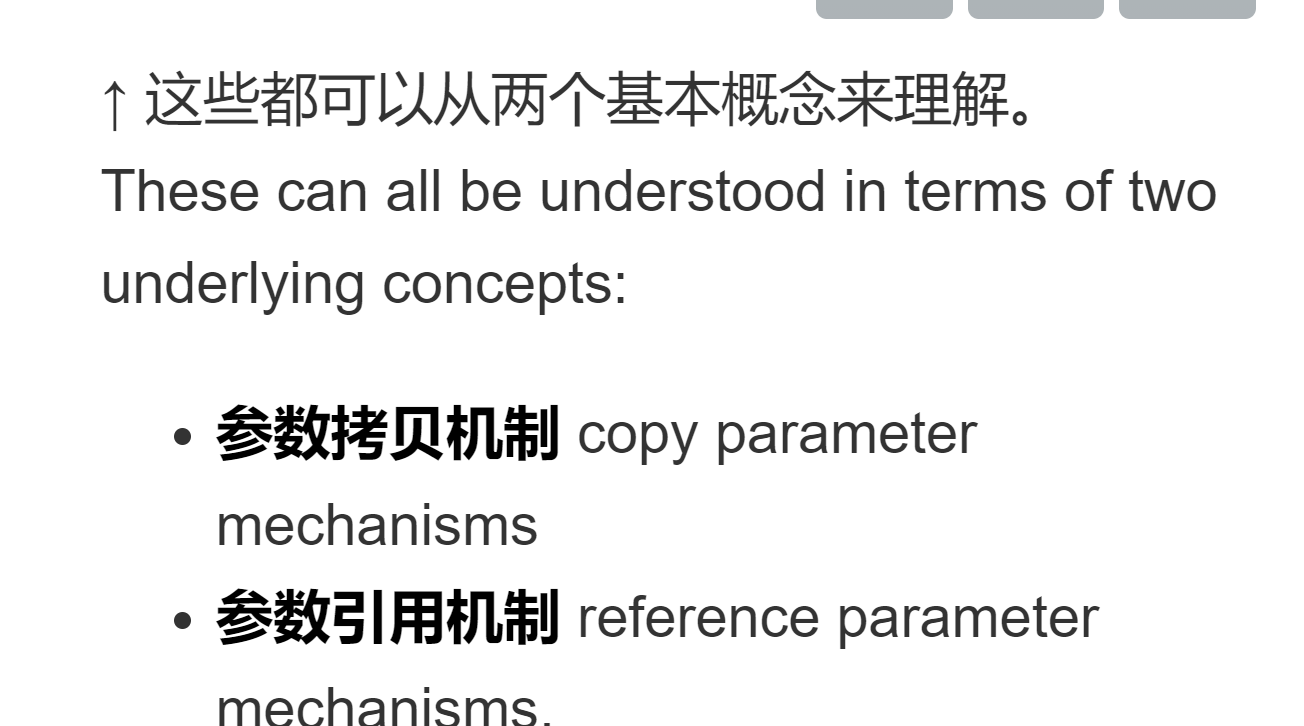 ↑ 这些都可以从两个基本概念来理解。
These can all be understood in terms of two
underlying concepts:
• 参数拷贝机制 copy parameter
mechanisms
• 参数引用机制 reference parameter
mechanisms.